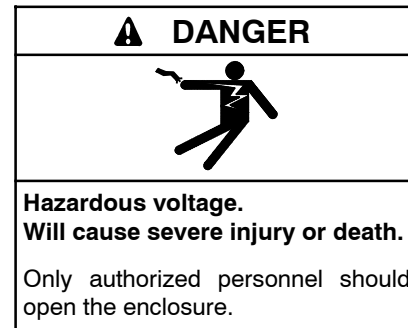 DANGER
Hazardous voltage.
Will cause severe injury or death.
Only authorized personnel should
open the enclosure.